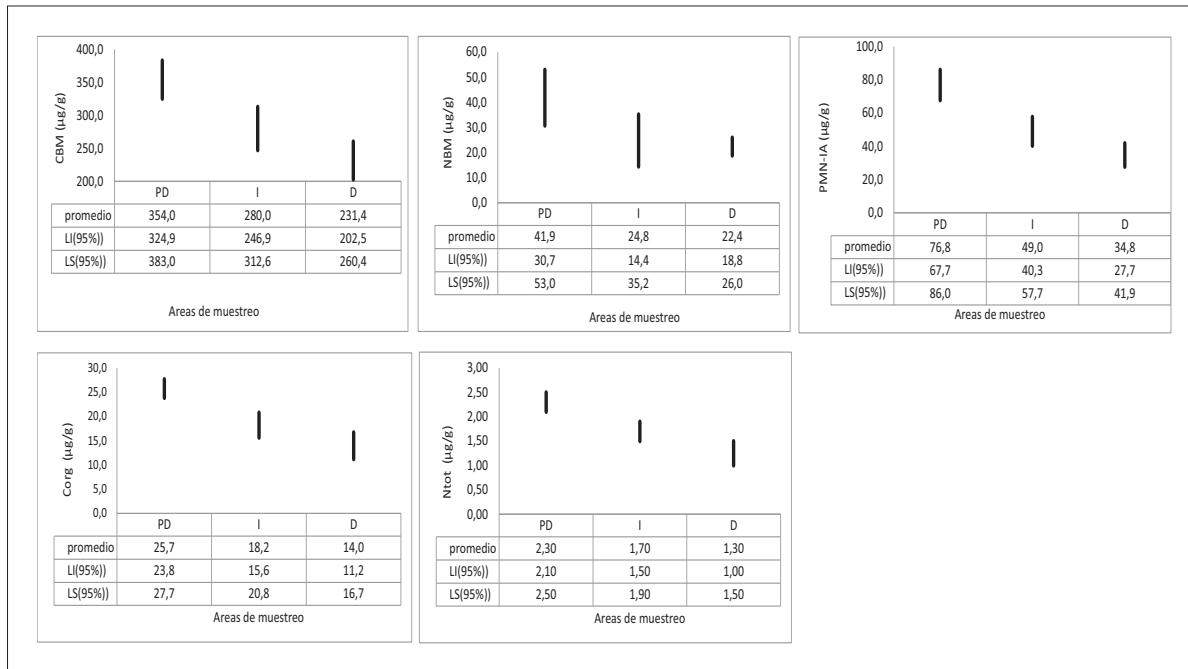 CBM (µg/g)
400,0
350,0
300,0
250,0
200,0
PD I D
promedio 354,0 280,0 231,4
LI(95%)) 324,9 246,9 202,5
LS(95%)) 383,0 312,6 260,4
Areas de muestreo
NBM (µg/g)
60,0
50,0
40,0
30,0
20,0
10,0
0,0
PD I D
promedio 41,9 24,8 22,4
LI(95%)) 30,7 14,4 18,8
LS(95%)) 53,0 35,2 26,0
Areas de muestreo
PMN-IA (µg/g)
100,0
80,0
60,0
40,0
20,0
0,0
PD I D
promedio 76,8 49,0 34,8
LI(95%)) 67,7 40,3 27,7
LS(95%)) 86,0 57,7 41,9
Areas de muestreo
Corg (µg/g)
30,0
25,0
20,0
15,0
10,0
5,0
0,0
PD I D
promedio 25,7 18,2 14,0
LI(95%)) 23,8 15,6 11,2
LS(95%)) 27,7 20,8 16,7
Areas de muestreo
Ntot (µg/g)
3,00
2,50
2,00
1,50
1,00
0,50
0,00
PD I D
promedio 2,30 1,70 1,30
LI(95%)) 2,10 1,50 1,00
LS(95%)) 2,50 1,90 1,50
Areas de muestreo